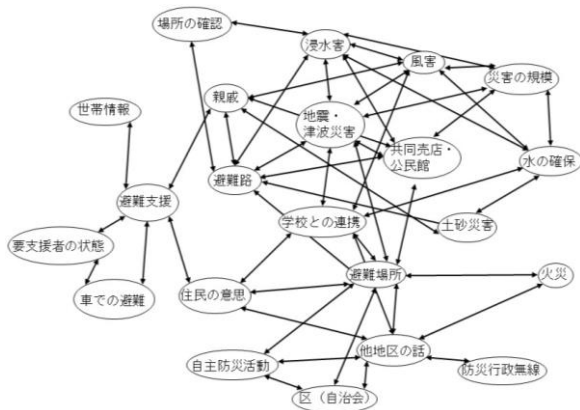 場所の確認
浸水害
風害
災害の規模
親戚
世帯情報
地震・
津波災害
共同売店・
公民館
水の確保
避難路
避難支援
学校との連携
土砂災害
要支援者の状態
避難場所
火災
車での避難
住民の意思
他地区の話
自主防災活動
防災行政無線
区（自治会）